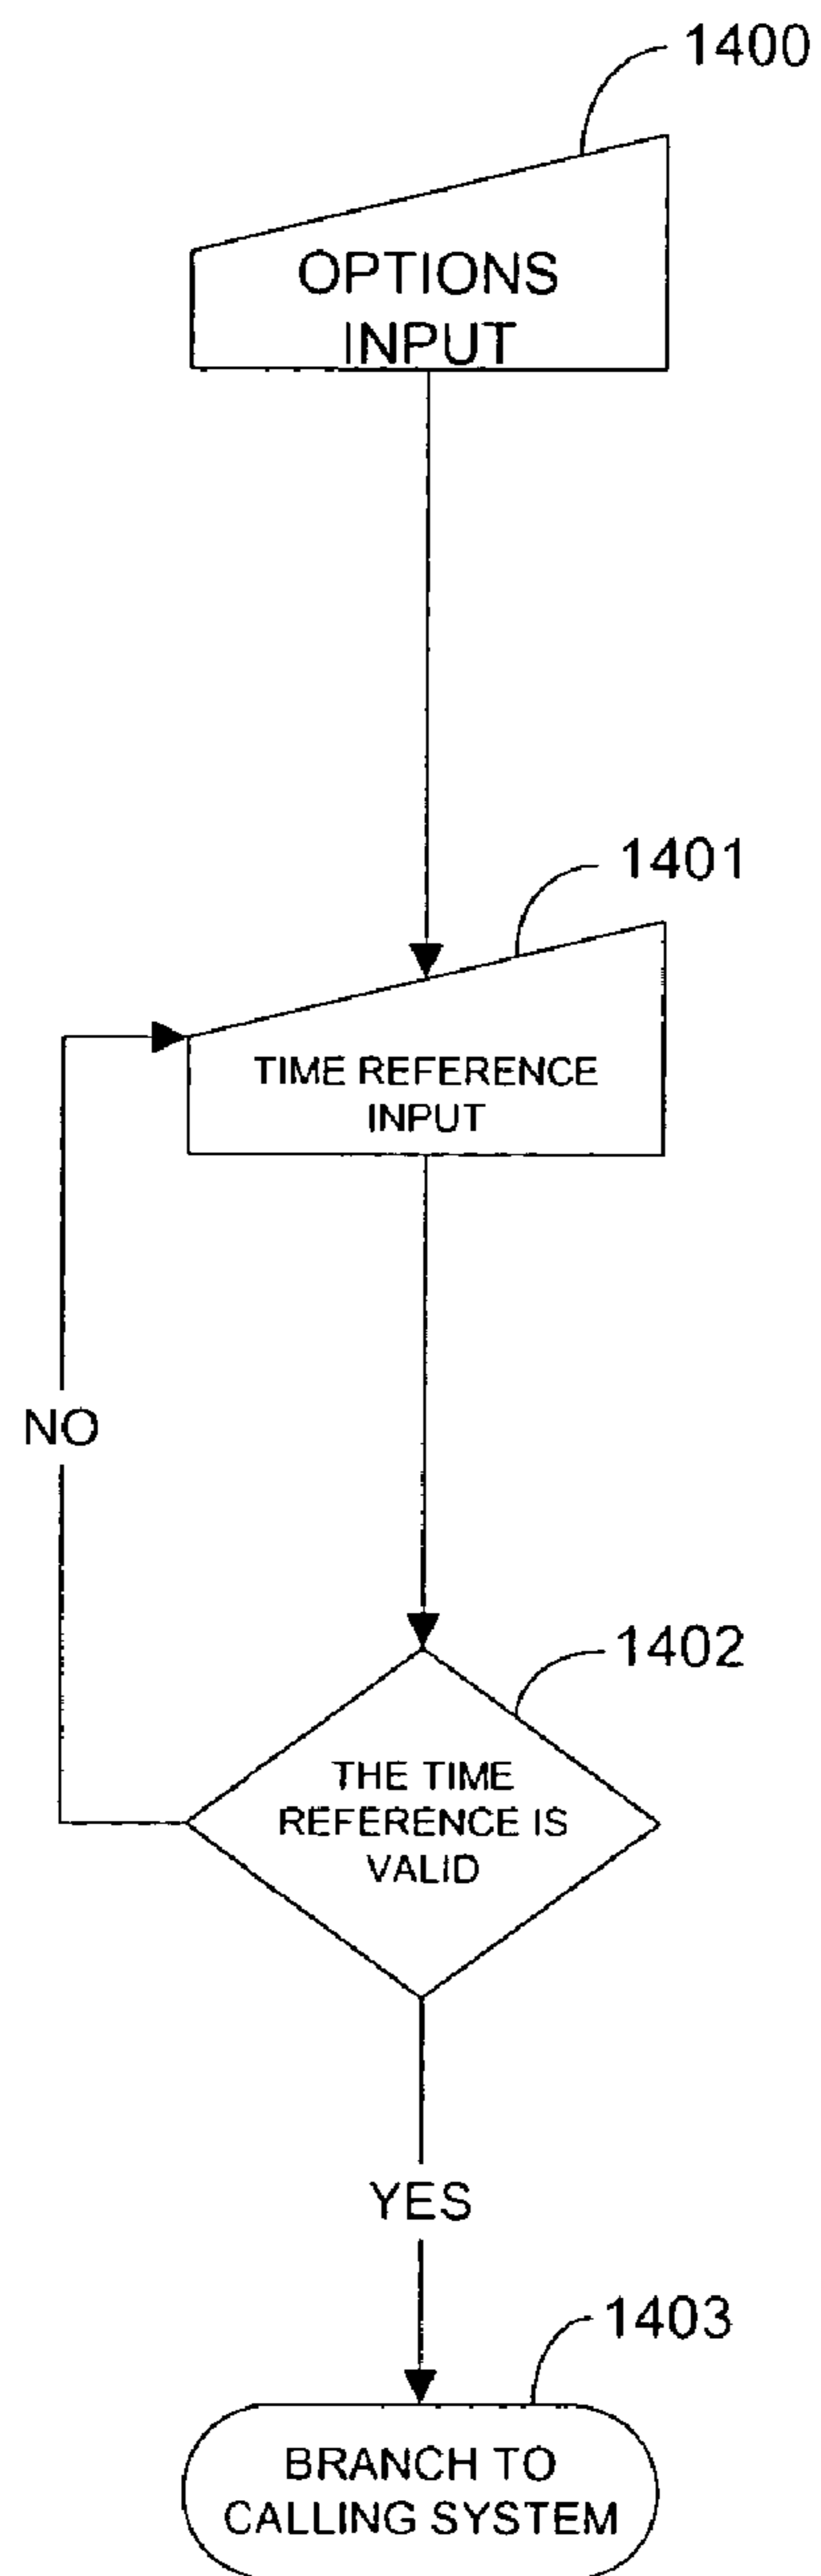 1400
OPTIONS
INPUT
1401
TIME REFERENCE
INPUT
NO
1402
THE TIME
REFERENCE IS
VALID
YES
1403
BRANCH TO
CALLING SYSTEM